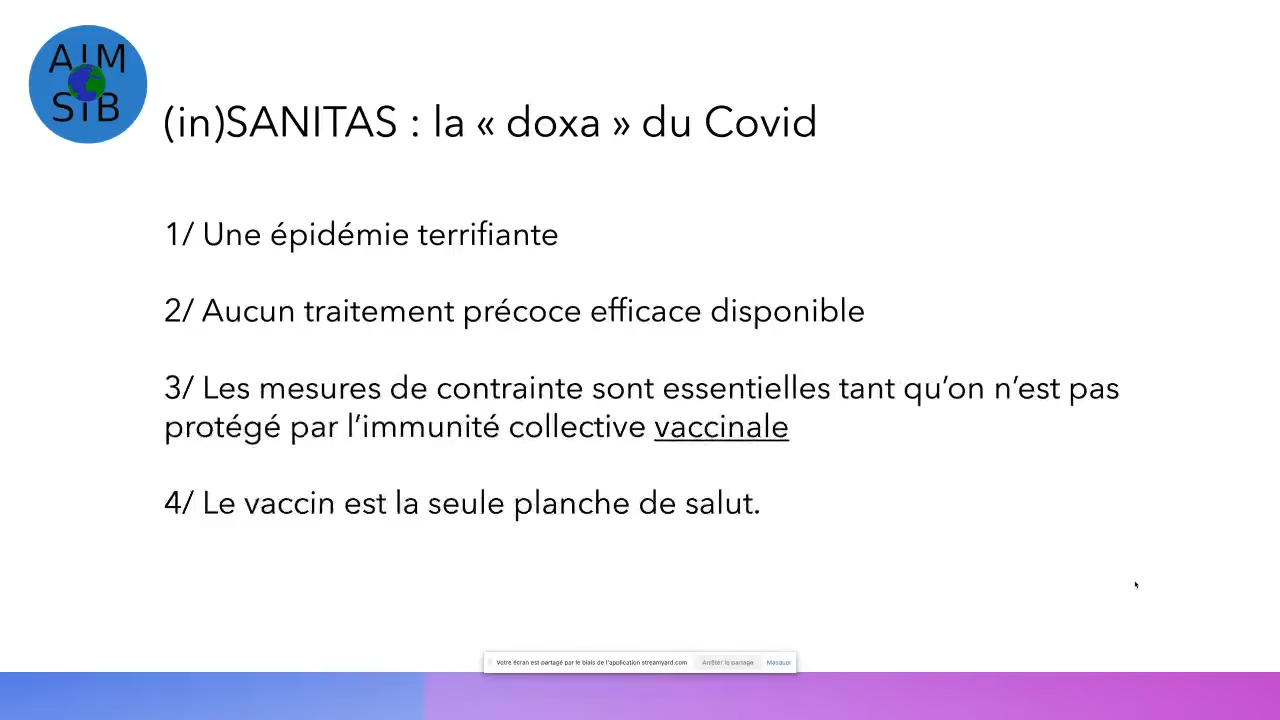 AIM
SiB
(in)SANITAS : la « doxa » du Covid
1/ Une épidémie terrifiante
2/ Aucun traitement précoce efficace disponible
3/ Les mesures de contrainte sont essentielles tant qu’on n’est pas
protégé par l’immunité collective vaccinale
4/ Le vaccin est la seule planche de salut.
Votre écran est partagé par le biais de l'application streamyard.com Arrêter le partage Masquer